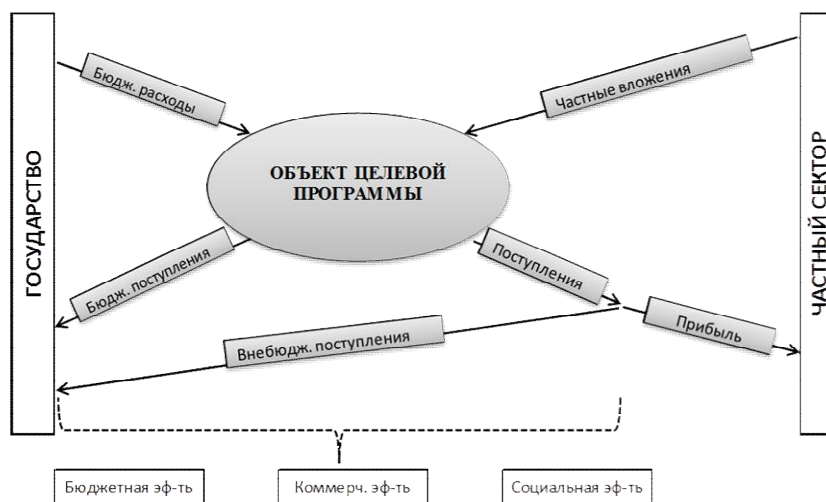 ГОСУДАРСТВО
Бюдж. расходы
Частные вложения
ОБЪЕКТ ЦЕЛЕВОЙ
ПРОГРАММЫ
ЧАСТНЫЙ СЕКТОР
Бюдж. поступления
Поступления
Внебюдж. поступления
Прибыль
Бюджетная эф-ть
Коммерч. эф-ть
Социальная эф-ть